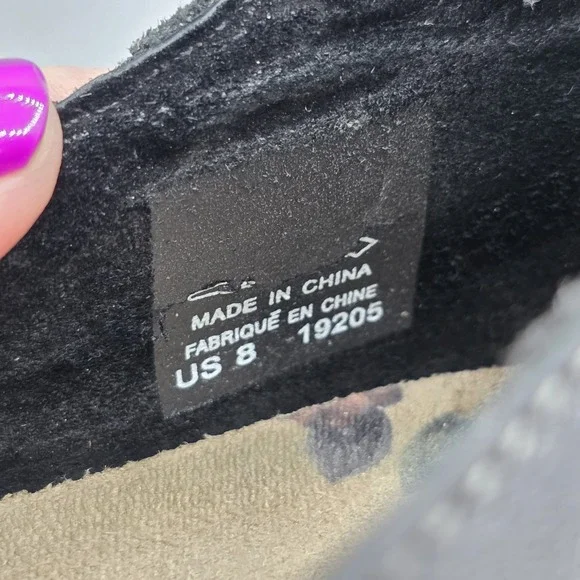 MADE IN CHINA
FABRIQUÉ EN CHINE
US 8 19205